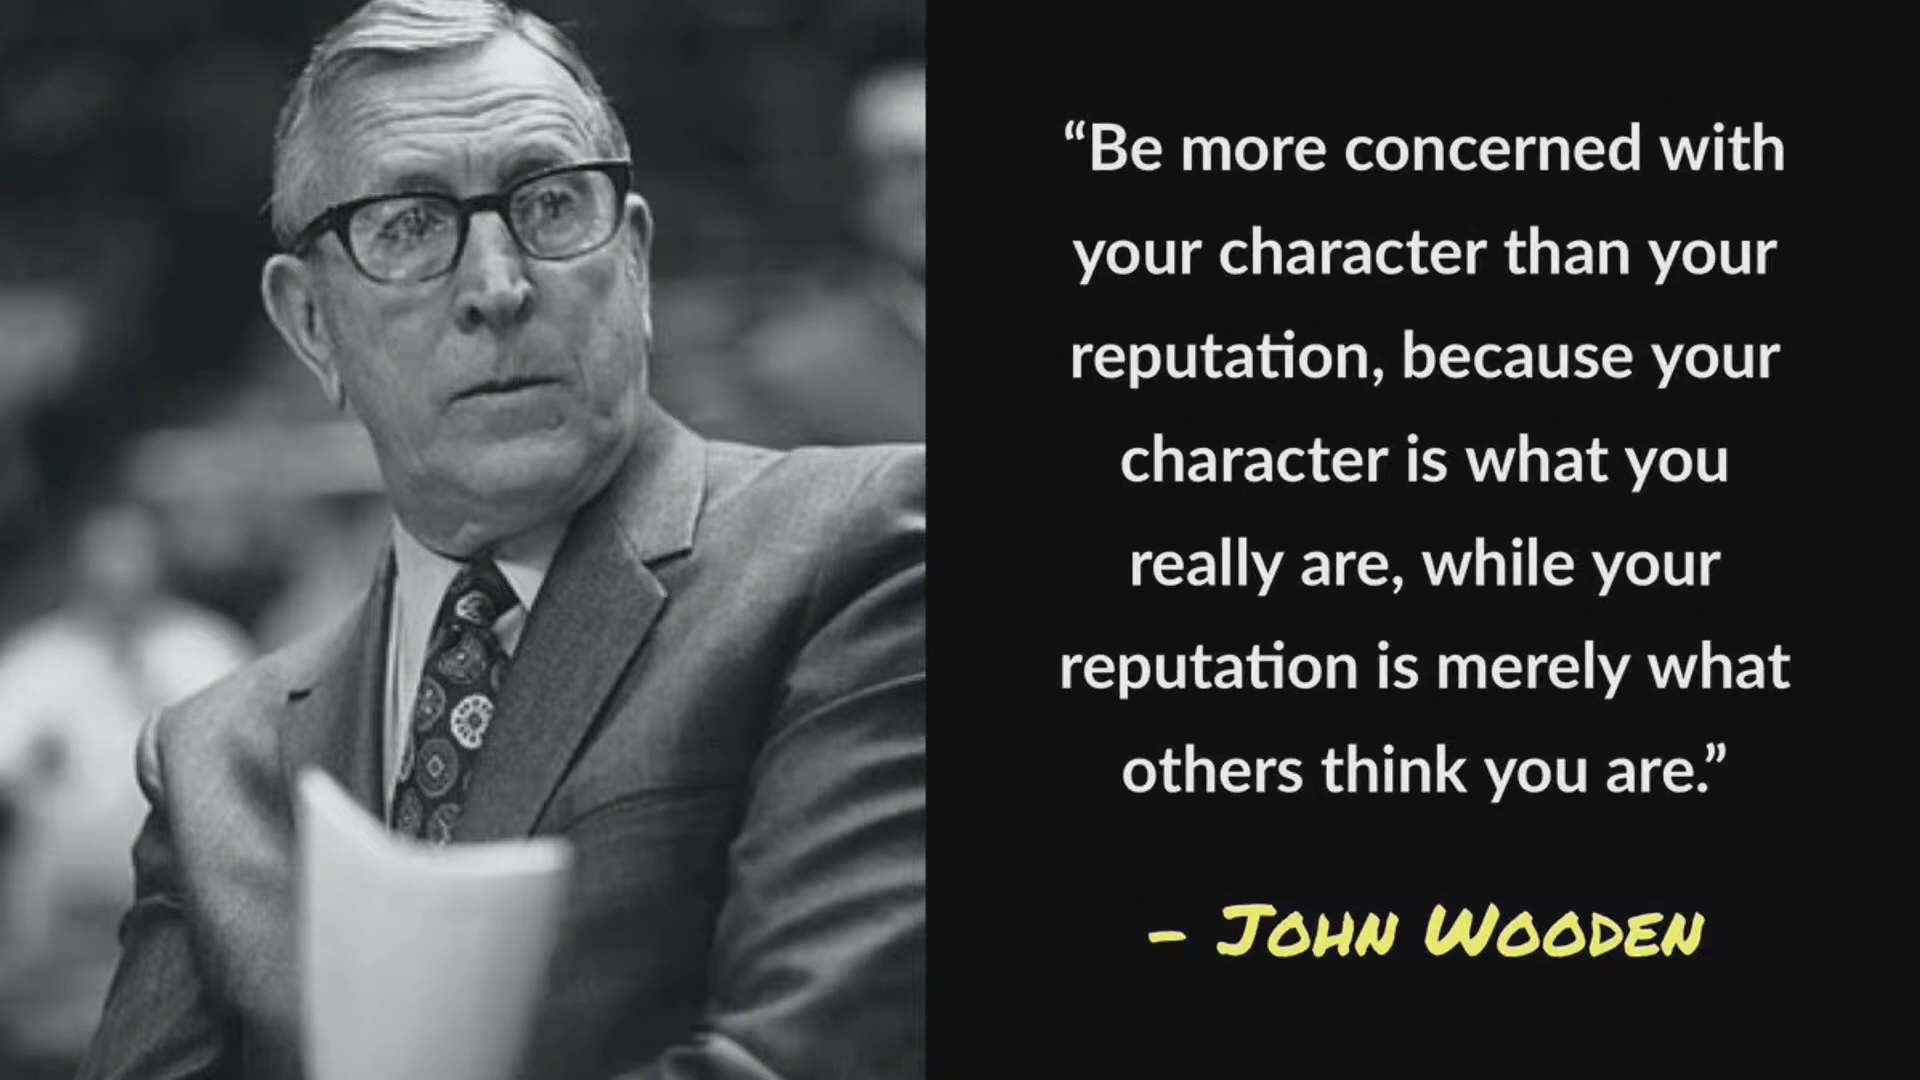 “Be more concerned with
your character than your
reputation, because your
character is what you
really are, while your
reputation is merely what
others think you are.”
- John Wooden